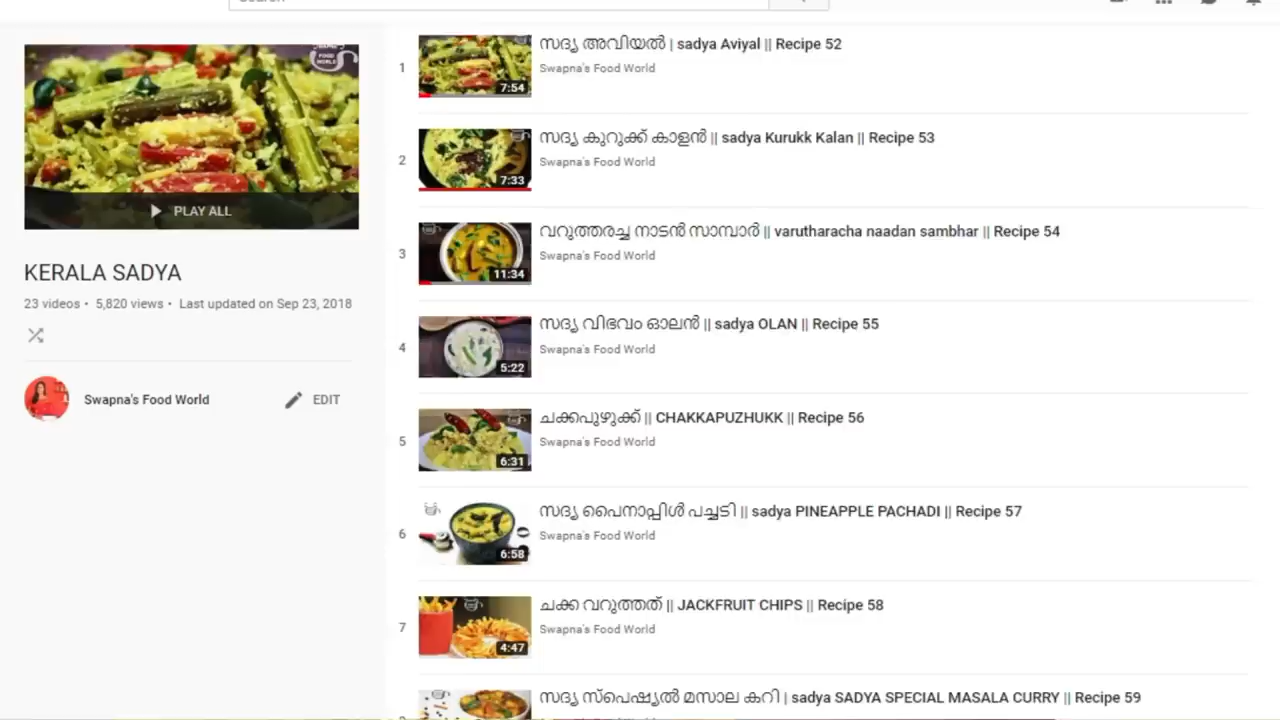 PLAY ALL
KERALA SADYA
23 videos • 5,820 views • Last updated on Sep 23, 2018
Swapna's Food World
EDIT
1
7:54
സദ്യ അവിയൽ | sadya Aviyal || Recipe 52
Swapna's Food World
2
7:33
സദ്യ കുറുക്ക് കാളൻ || sadya Kurukk Kalan || Recipe 53
Swapna's Food World
3
11:34
വറുത്തരച്ച നാടൻ സാമ്പാർ || varutharacha naadan sambhar || Recipe 54
Swapna's Food World
4
5:22
സദ്യ വിഭവം ഓലൻ || sadya OLAN || Recipe 55
Swapna's Food World
5
6:31
ചക്കപുഴുക്ക് || CHAKKAPUZHUKK || Recipe 56
Swapna's Food World
6
6:58
സദ്യ പൈനാപ്പിൾ പച്ചടി || sadya PINEAPPLE PACHADI || Recipe 57
Swapna's Food World
7
4:47
ചക്ക വറുത്തത് || JACKFRUIT CHIPS || Recipe 58
Swapna's Food World
സദ്യ സ്പെഷ്യൽ മസാല കറി | sadya SADYA SPECIAL MASALA CURRY || Recipe 59